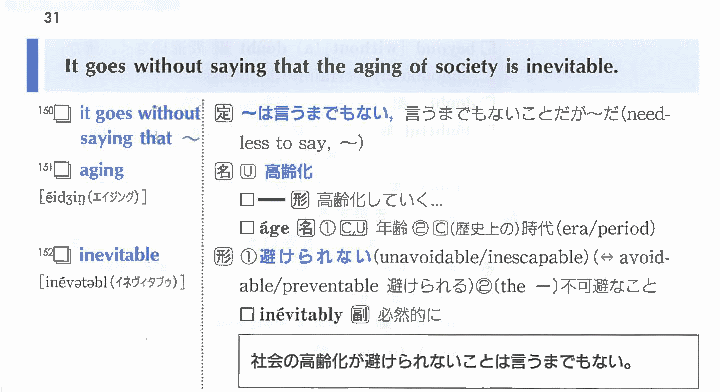 31
It goes without saying that the aging of society is inevitable.
150□ it goes without saying that ～
定 ～は言うまでもない，言うまでもないことだが～だ(need-
less to say, ～)
151□ aging
[éidʒiŋ(エイジング)]
名 Ⓤ 高齢化
□ ━ 形 高齢化していく...
□ áge 名 ① C,U 年齢 ② Ⓒ(歴史上の)時代(era/period)
152□ inevitable
[inévətəbl(イネヴィタブゥ)]
形 ①避けられない(unavoidable/inescapable)(⇔ avoid-
able/preventable 避けられる)②(the ー)不可避なこと
□ inévitably 副 必然的に
社会の高齢化が避けられないことは言うまでもない。